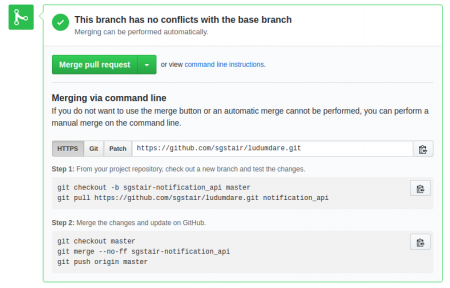 This branch has no conflicts with the base branch
Merging can be performed automatically.
Merge pull request
or view command line instructions.
Merging via command line
If you do not want to use the merge button or an automatic merge cannot be performed, you can perform a
manual merge on the command line.
HTTPS Git Patch https://github.com/sgstair/ludumdare.git
Step 1: From your project repository, check out a new branch and test the changes.
git checkout -b sgstair-notification_api master
git pull https://github.com/sgstair/ludumdare.git notification_api
Step 2: Merge the changes and update on GitHub.
git checkout master
git merge --no-ff sgstair-notification_api
git push origin master